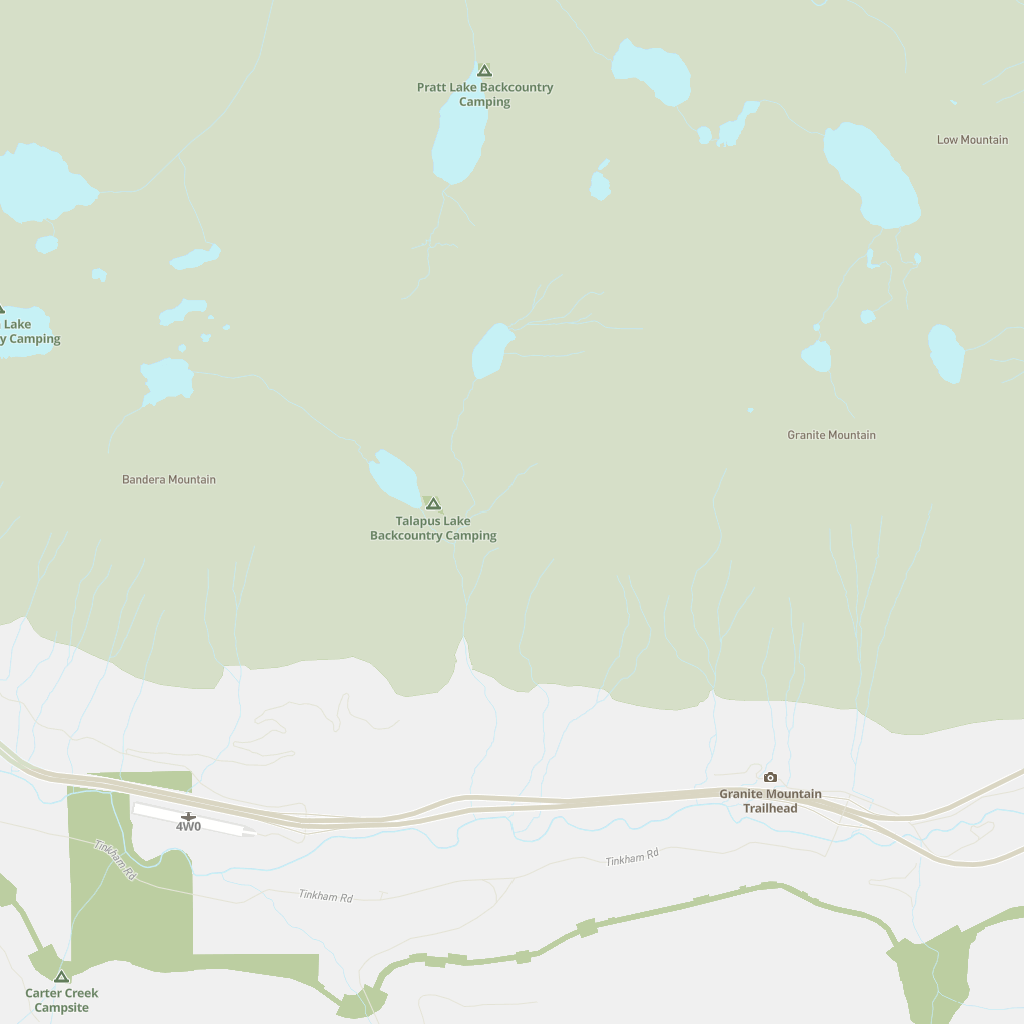 Pratt Lake Backcountry
Camping
Low Mountain
Lake
y Camping
Granite Mountain
Bandera Mountain
Talapus Lake
Backcountry Camping
Granite Mountain
Trailhead
4W0
Tinkham Rd
Tinkham Rd
Tinkham Rd
Carter Creek
Campsite